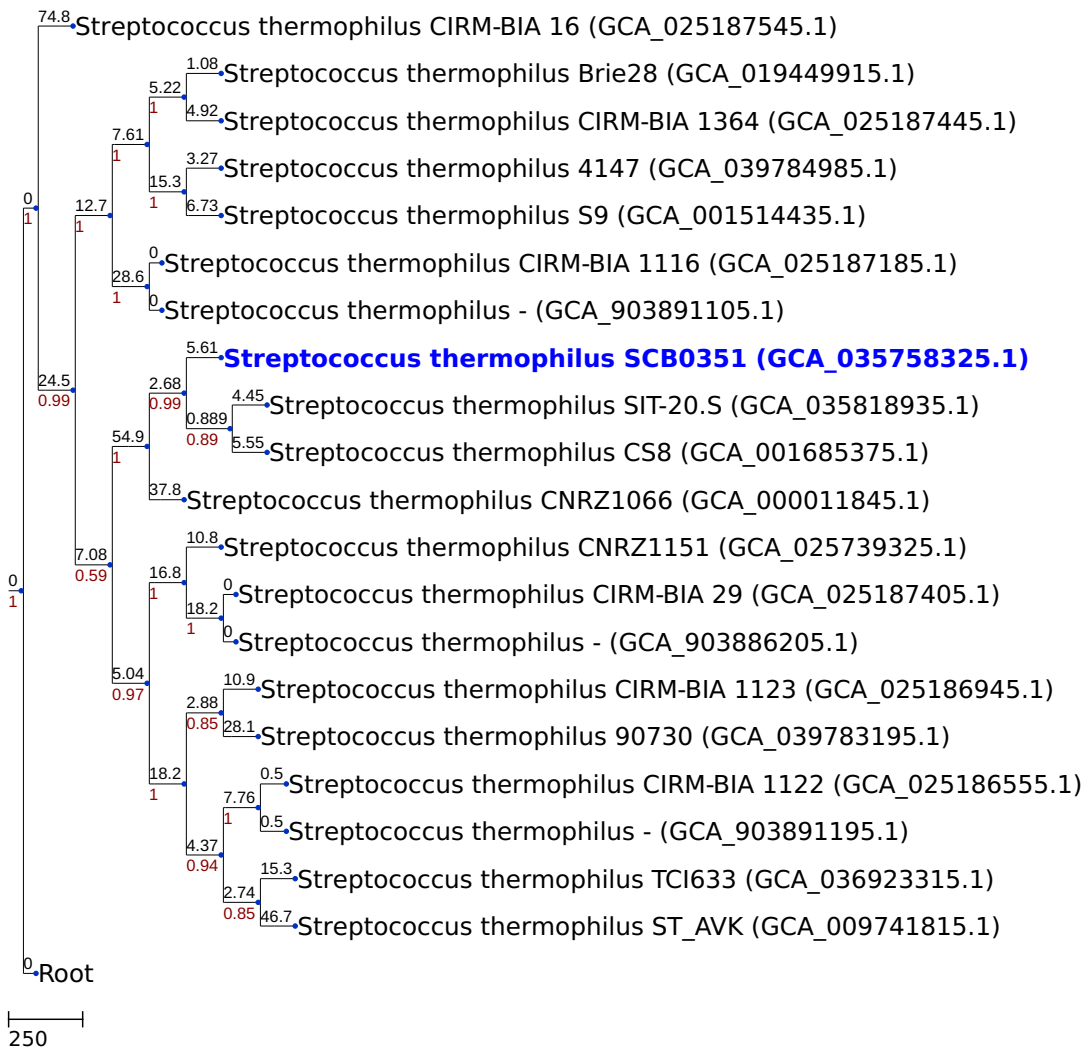 74.8
Streptococcus thermophilus CIRM-BIA 16 (GCA_025187545.1)
1.08
Streptococcus thermophilus Brie28 (GCA_019449915.1)
5.22
1
4.92
Streptococcus thermophilus CIRM-BIA 1364 (GCA_025187445.1)
7.61
1
3.27
Streptococcus thermophilus 4147 (GCA_039784985.1)
15.3
1
6.73
Streptococcus thermophilus S9 (GCA_001514435.1)
0
1
12.7
1
0
Streptococcus thermophilus CIRM-BIA 1116 (GCA_025187185.1)
28.6
1
0
Streptococcus thermophilus - (GCA_903891105.1)
5.61
Streptococcus thermophilus SCB0351 (GCA_035758325.1)
24.5
0.99
2.68
0.99
4.45
Streptococcus thermophilus SIT-20.S (GCA_035818935.1)
0.889
0.89
5.55
Streptococcus thermophilus CS8 (GCA_001685375.1)
54.9
1
37.8
Streptococcus thermophilus CNRZ1066 (GCA_000011845.1)
10.8
Streptococcus thermophilus CNRZ1151 (GCA_025739325.1)
7.08
0.59
0
1
16.8
1
0
Streptococcus thermophilus CIRM-BIA 29 (GCA_025187405.1)
18.2
1
0
Streptococcus thermophilus - (GCA_903886205.1)
5.04
0.97
10.9
Streptococcus thermophilus CIRM-BIA 1123 (GCA_025186945.1)
2.88
0.85
28.1
Streptococcus thermophilus 90730 (GCA_039783195.1)
18.2
1
0.5
Streptococcus thermophilus CIRM-BIA 1122 (GCA_025186555.1)
7.76
1
0.5
Streptococcus thermophilus - (GCA_903891195.1)
4.37
0.94
15.3
Streptococcus thermophilus TCI633 (GCA_036923315.1)
2.74
0.85
46.7
Streptococcus thermophilus ST_AVK (GCA_009741815.1)
0
Root
250